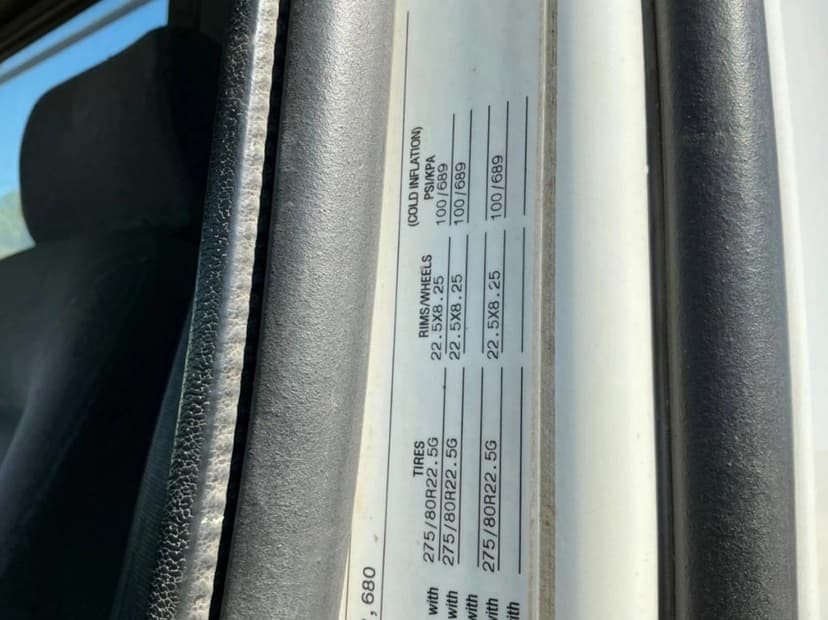 , 680
TIRES RIMS/WHEELS (COLD INFLATION) PSI/KPA
with 275/80R22.5G 22.5X8.25 100/689
with 275/80R22.5G 22.5X8.25 100/689
with
with 275/80R22.5G 22.5X8.25 100/689
ith